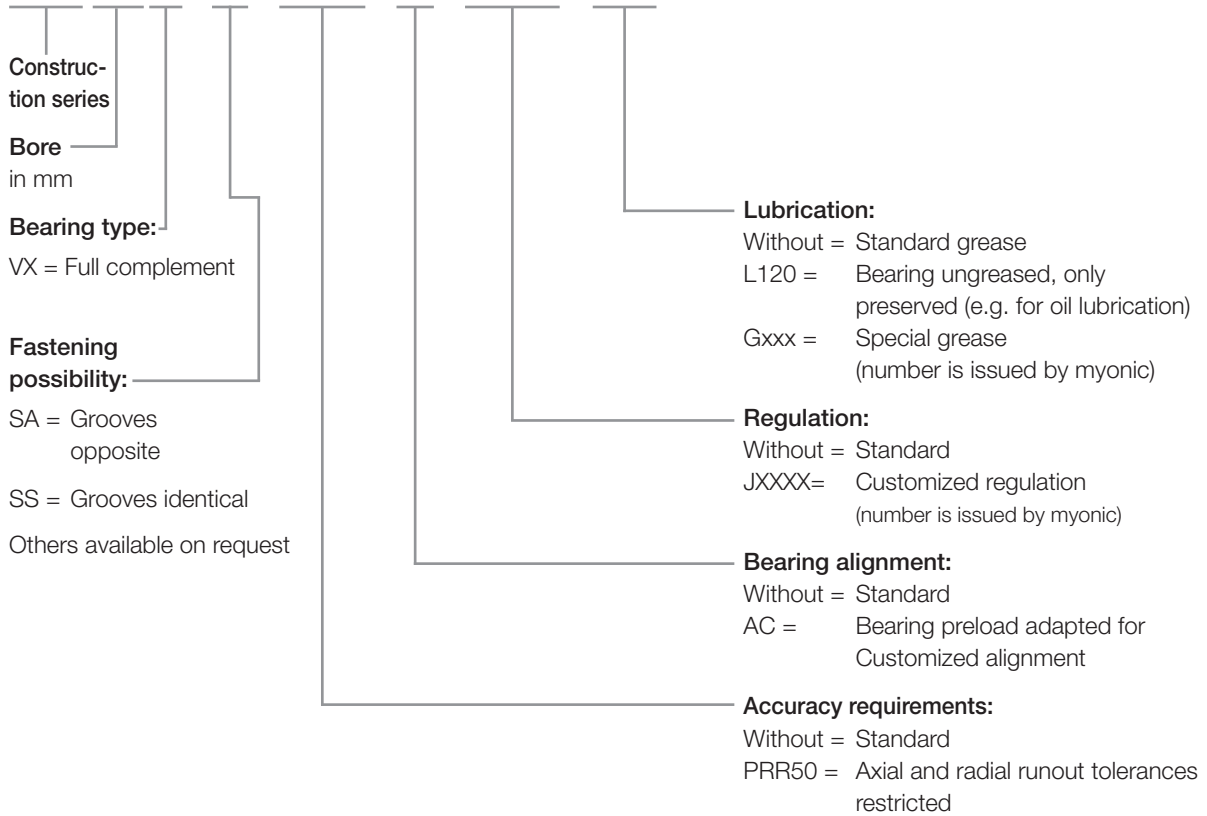 Construc-
tion series
Bore
in mm
Bearing type:
VX = Full complement
Fastening
possibility:
SA = Grooves
opposite
SS = Grooves identical
Others available on request
Lubrication:
Without = Standard grease
L120 = Bearing ungreased, only
preserved (e.g. for oil lubrication)
Gxxx = Special grease
(number is issued by myonic)
Regulation:
Without = Standard
JXXXX= Customized regulation
(number is issued by myonic)
Bearing alignment:
Without = Standard
AC = Bearing preload adapted for
Customized alignment
Accuracy requirements:
Without = Standard
PRR50 = Axial and radial runout tolerances
restricted